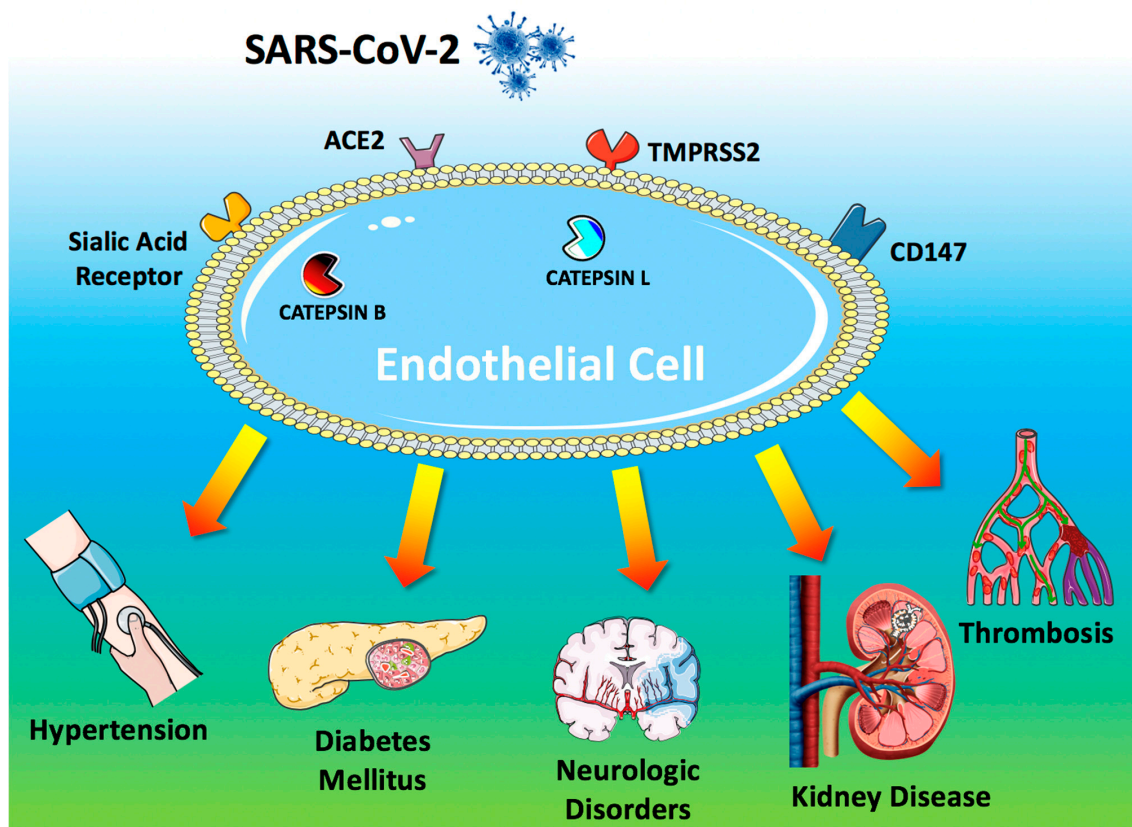 SARS-CoV-2
ACE2
TMPRSS2
Sialic Acid
Receptor
CD147
CATEPSIN B
CATEPSIN L
Endothelial Cell
Hypertension
Diabetes
Mellitus
Neurologic
Disorders
Kidney Disease
Thrombosis